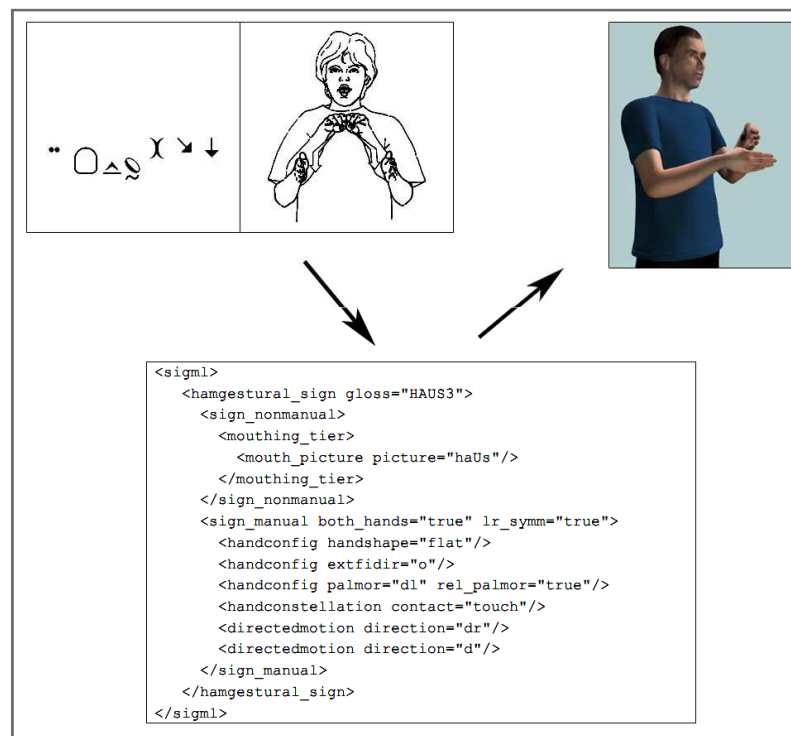 <sigml>
<hamgestural_sign gloss="HAUS3">
<sign_nonmanual>
<mouthing_tier>
<mouth_picture picture="haUs"/>
</mouthing_tier>
</sign_nonmanual>
<sign_manual both_hands="true" lr_symm="true">
<handconfig handshape="flat"/>
<handconfig extfidir="o"/>
<handconfig palmor="dl" rel_palmor="true"/>
<handconstellation contact="touch"/>
<directedmotion direction="dr"/>
<directedmotion direction="d"/>
</sign_manual>
</hamgestural_sign>
</sigml>